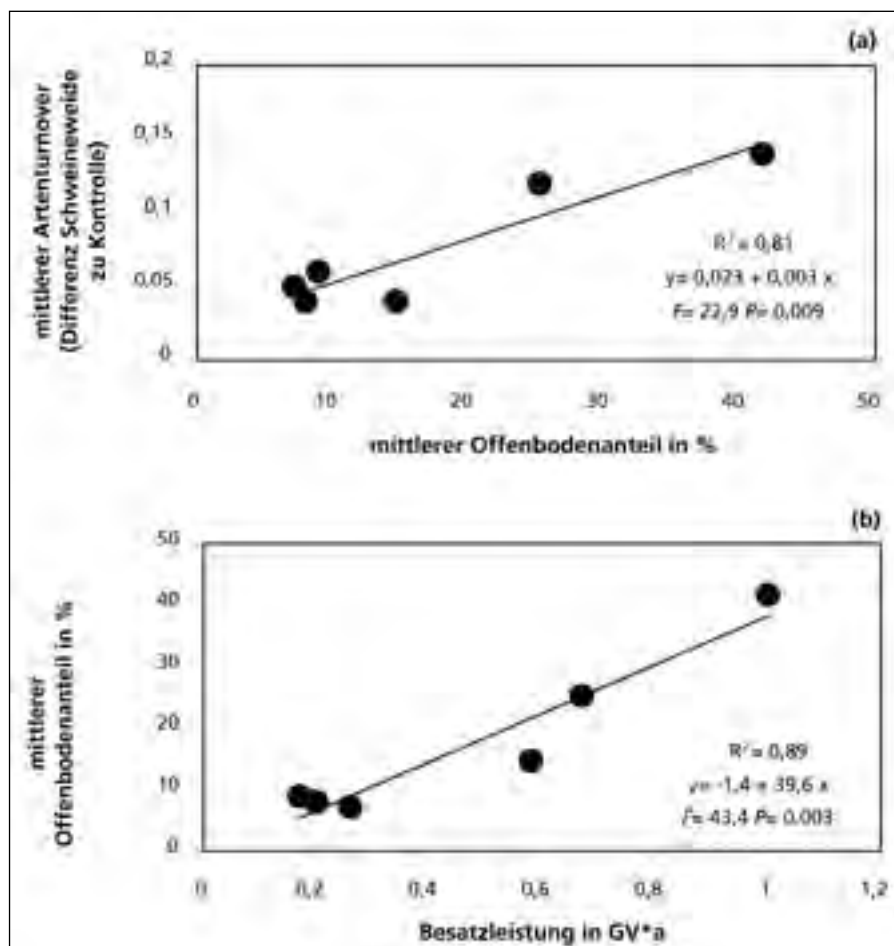 (a)
mittlerer Artenturnover
(Differenz Schweineweide
zu Kontrolle)
0,2
0,15
0,1
0,05
0
R² = 0,81
y= 0,023 + 0,003 x
F= 22,9 P= 0,009
0 10 20 30 40 50
mittlerer Offenbodenanteil in %
(b)
mittlerer
Offenbodenanteil in %
50
40
30
20
10
0
R² = 0,89
y= -1,4 + 39,6 x
F= 43,4 P= 0,003
0 0,2 0,4 0,6 0,8 1 1,2
Besatzleistung in GV*a